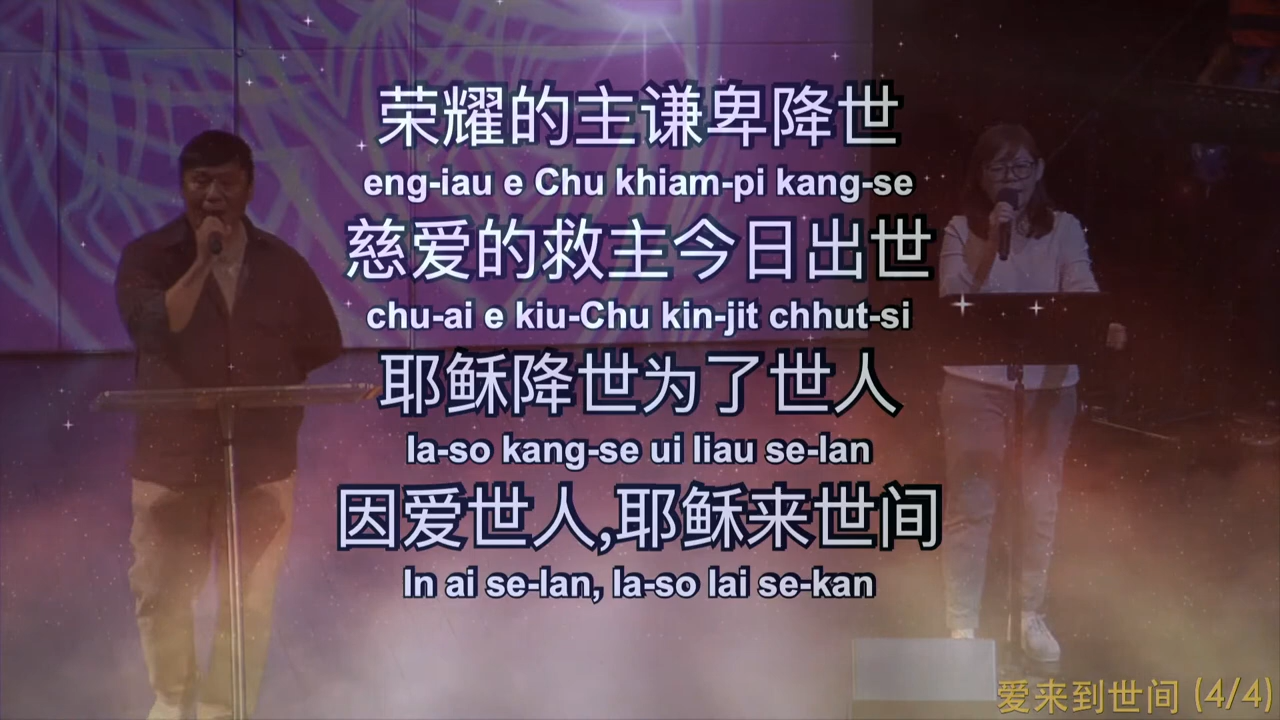 荣耀的主谦卑降世
eng-iau e Chu khiam-pi kang-se
慈爱的救主今日出世
chu-ai e kiu-Chu kin-jit chhut-si
耶稣降世为了世人
Ia-so kang-se ui liau se-lan
因爱世人,耶稣来世间
In ai se-lan, Ia-so lai se-kan
爱来到世间 (4/4)